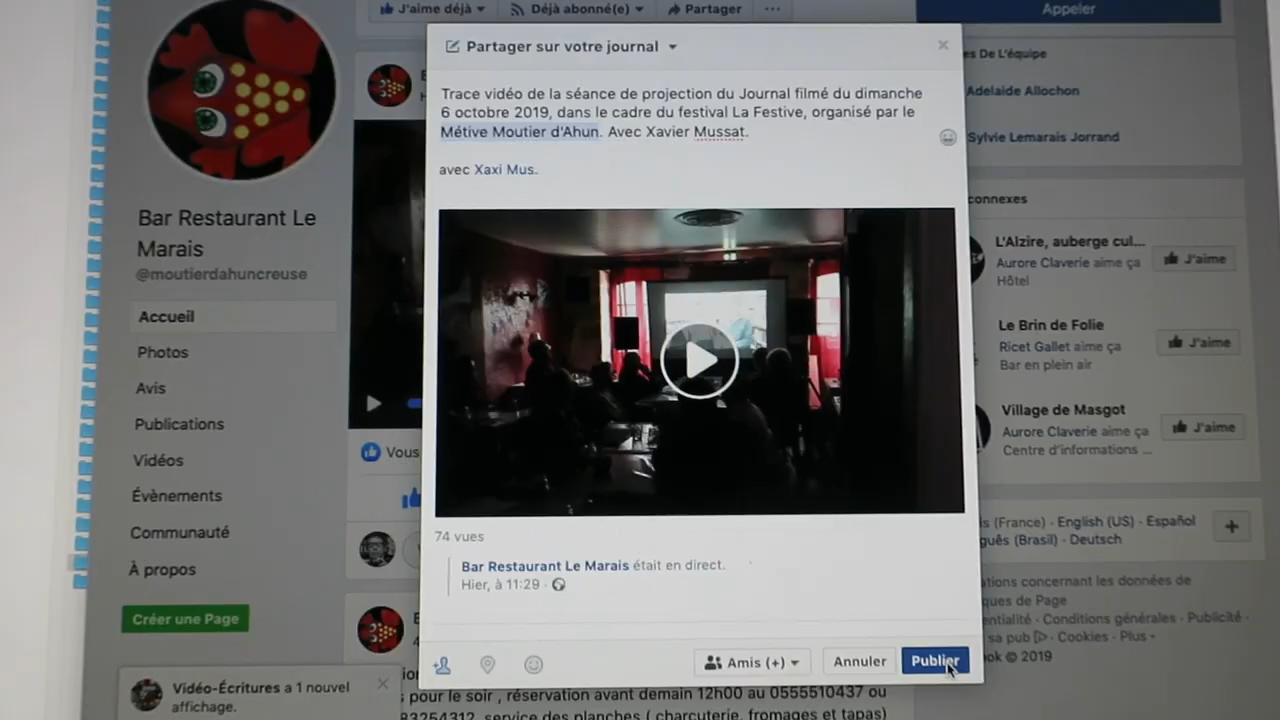 J'aime déjà
Déjà abonné(e)
Partager
Appeler
Partager sur votre journal
Trace vidéo de la séance de projection du Journal filmé du dimanche
6 octobre 2019, dans le cadre du festival La Festive, organisé par le
Métive Moutier d'Ahun. Avec Xavier Mussat.
avec Xaxi Mus.
74 vues
Bar Restaurant Le Marais était en direct.
Hier, à 11:29
Amis (+)
Annuler
Publier
Bar Restaurant Le
Marais
@moutierdahuncreuse
Accueil
Photos
Avis
Publications
Vidéos
Évènements
Communauté
À propos
Créer une Page
Vidéo-Écritures a 1 nouvel
affichage.
Vous
es De L'équipe
Adelaide Allochon
Sylvie Lemarais Jorrand
connexes
L'Alzire, auberge cul...
Aurore Claverie aime ça
Hôtel
J'aime
Le Brin de Folie
Ricet Gallet aime ça
Bar en plein air
J'aime
Village de Masgot
Aurore Claverie aime ça
Centre d'informations ...
J'aime
is (France) · English (US) · Español
guês (Brasil) · Deutsch
ations concernant les données de
ques de Page
entialité · Conditions générales · Publicité ·
sa pub · Cookies · Plus
ok © 2019
pour le soir , réservation avant demain 12h00 au 0555510437 ou
83254312, service des planches ( charcuterie, fromages et tapas)